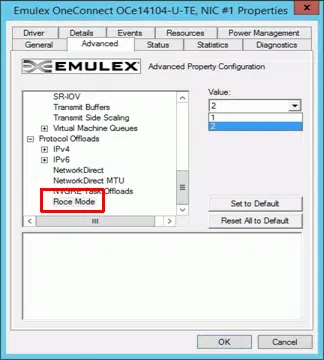 Emulex OneConnect OCe14104-U-TE, NIC #1 Properties
Driver Details Events Resources Power Management
General Advanced Status Statistics Diagnostics
EMULEX Advanced Property Configuration
SR-IOV
Transmit Buffers
Transmit Side Scaling
Virtual Machine Queues
Protocol Offloads
IPv4
IPv6
NetworkDirect
NetworkDirect MTU
NVGRE Task Offloads
Roce Mode
Value:
2
1
2
Set to Default
Reset All to Default
OK Cancel